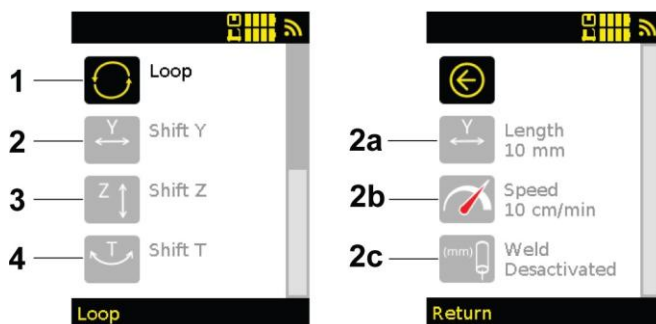 1
Loop
2
Y
Shift Y
3
Z
Shift Z
4
T
Shift T
Loop
2a
Y
Length
10 mm
2b
Speed
10 cm/min
2c
(mm)
Weld
Desactivated
Return